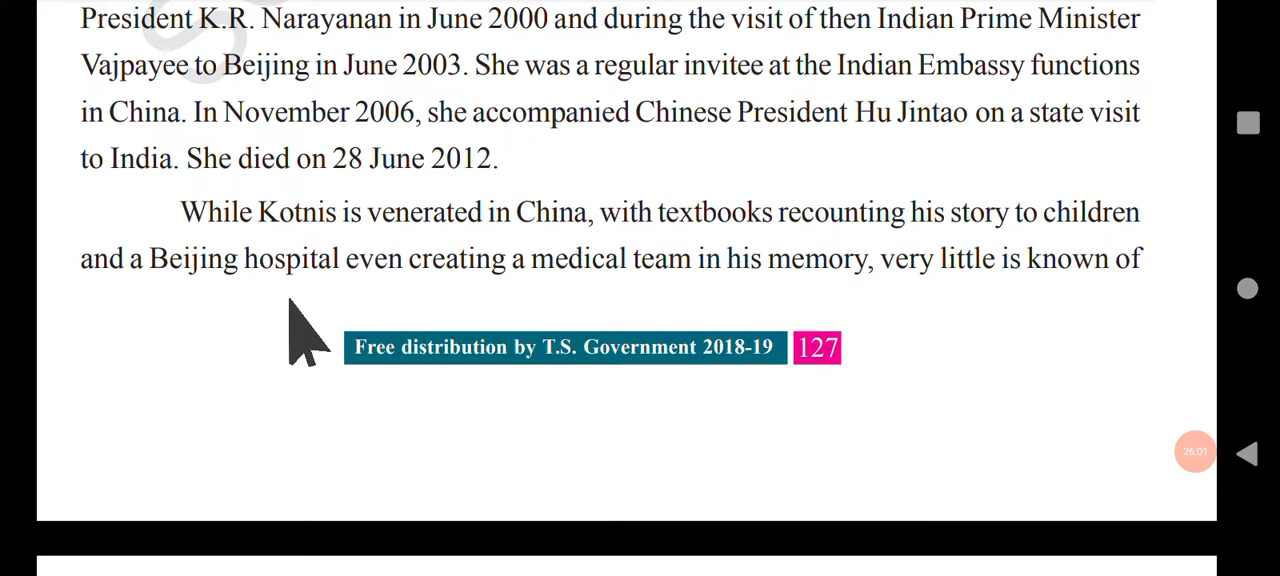 President K.R. Narayanan in June 2000 and during the visit of then Indian Prime Minister
Vajpayee to Beijing in June 2003. She was a regular invitee at the Indian Embassy functions
in China. In November 2006, she accompanied Chinese President Hu Jintao on a state visit
to India. She died on 28 June 2012.
While Kotnis is venerated in China, with textbooks recounting his story to children
and a Beijing hospital even creating a medical team in his memory, very little is known of
Free distribution by T.S. Government 2018-19 127
26:01